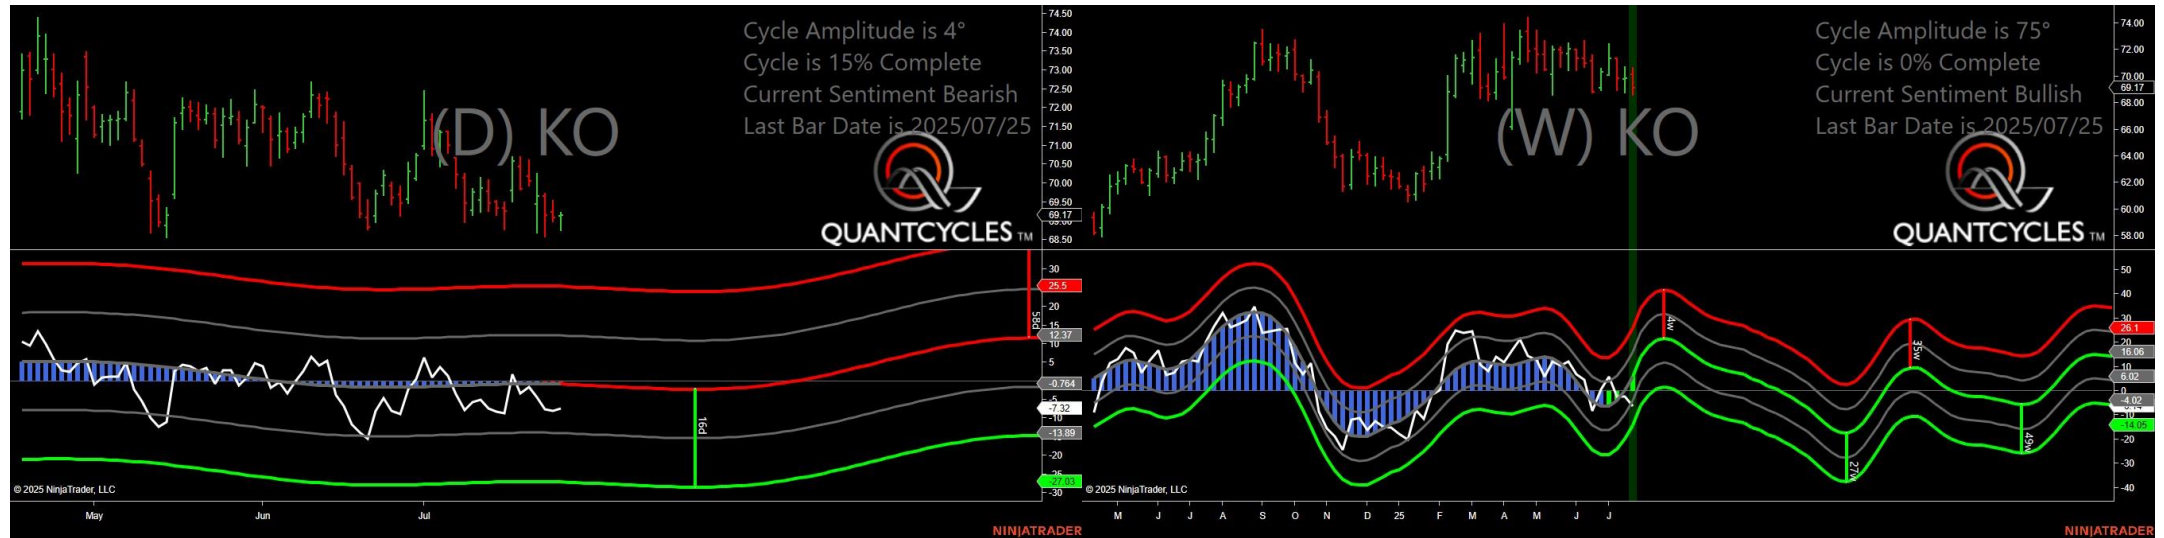 Cycle Amplitude is 4°
Cycle is 15% Complete
Current Sentiment Bearish
Last Bar Date is 2025/07/25
(D) KO
QUANTCYCLES TM
74.50
74.00
73.50
73.00
72.50
72.00
71.50
71.00
70.50
70.00
69.50
69.17
68.50
30
25.5
20
15
12.37
10
5
-0.764
-5
-7.32
-10
-13.89
-20
-27.03
-30
58d
16d
© 2025 NinjaTrader, LLC
May Jun Jul
NINJATRADER
Cycle Amplitude is 75°
Cycle is 0% Complete
Current Sentiment Bullish
Last Bar Date is 2025/07/25
(W) KO
QUANTCYCLES TM
74.00
72.00
70.00
69.17
68.00
66.00
64.00
62.00
60.00
58.00
50
40
30
26.1
20
16.06
10
6.02
0
-4.02
-10
-14.05
-20
-30
-40
4w
35w
27w
49w
© 2025 NinjaTrader, LLC
M J J A S O N D 25 F M A M J J
NINJATRADER